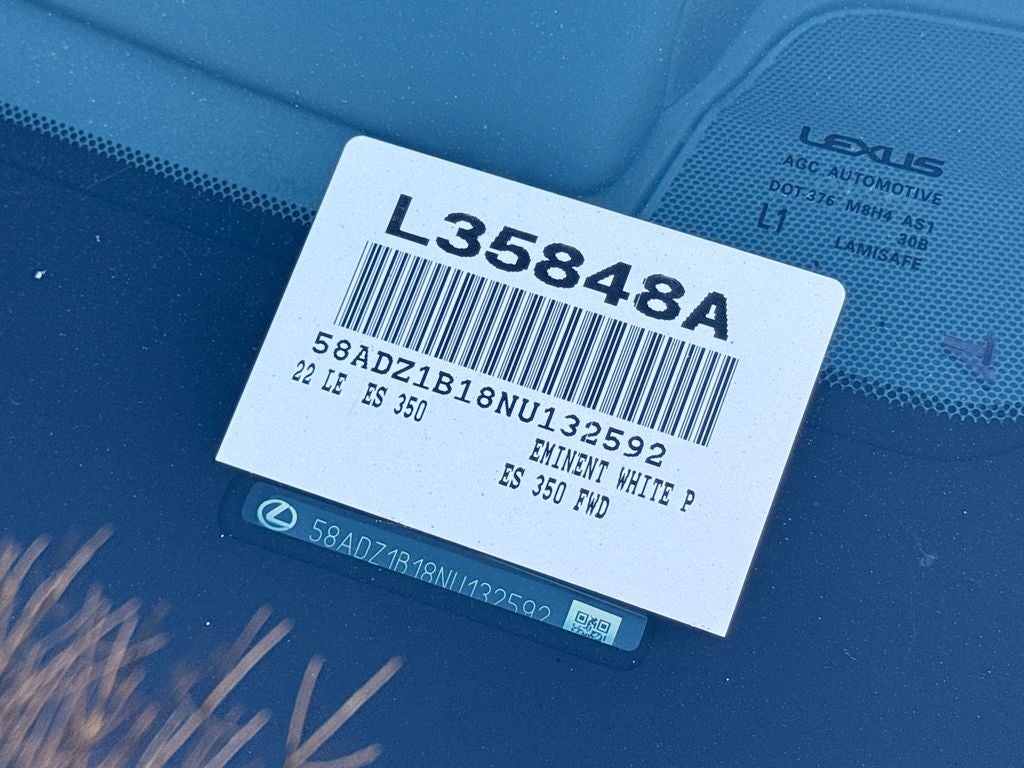 LEXUS
AGC AUTOMOTIVE
DOT-376 M8H4 AS1
L1 30B
LAMISAFE
L35848A
58ADZ1B18NU132592
22 LE ES 350
EMINENT WHITE P
ES 350 FWD
58ADZ1B18NU132592